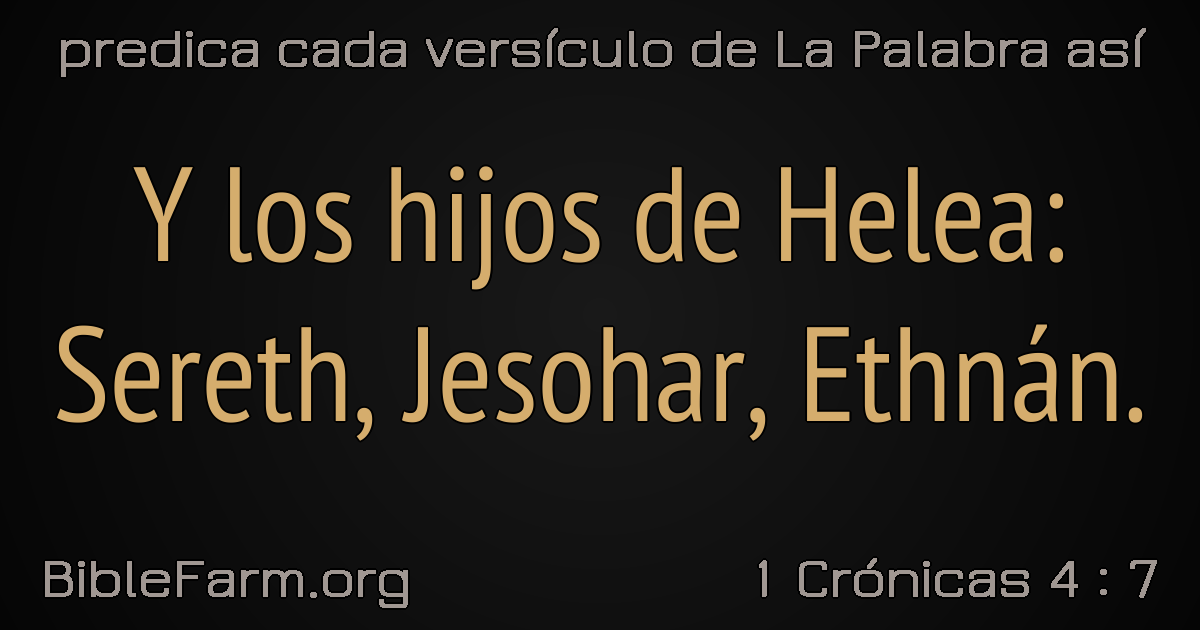 predica cada versículo de La Palabra así
Y los hijos de Helea:
Sereth, Jesohar, Ethnán.
BibleFarm.org
1 Crónicas 4 : 7